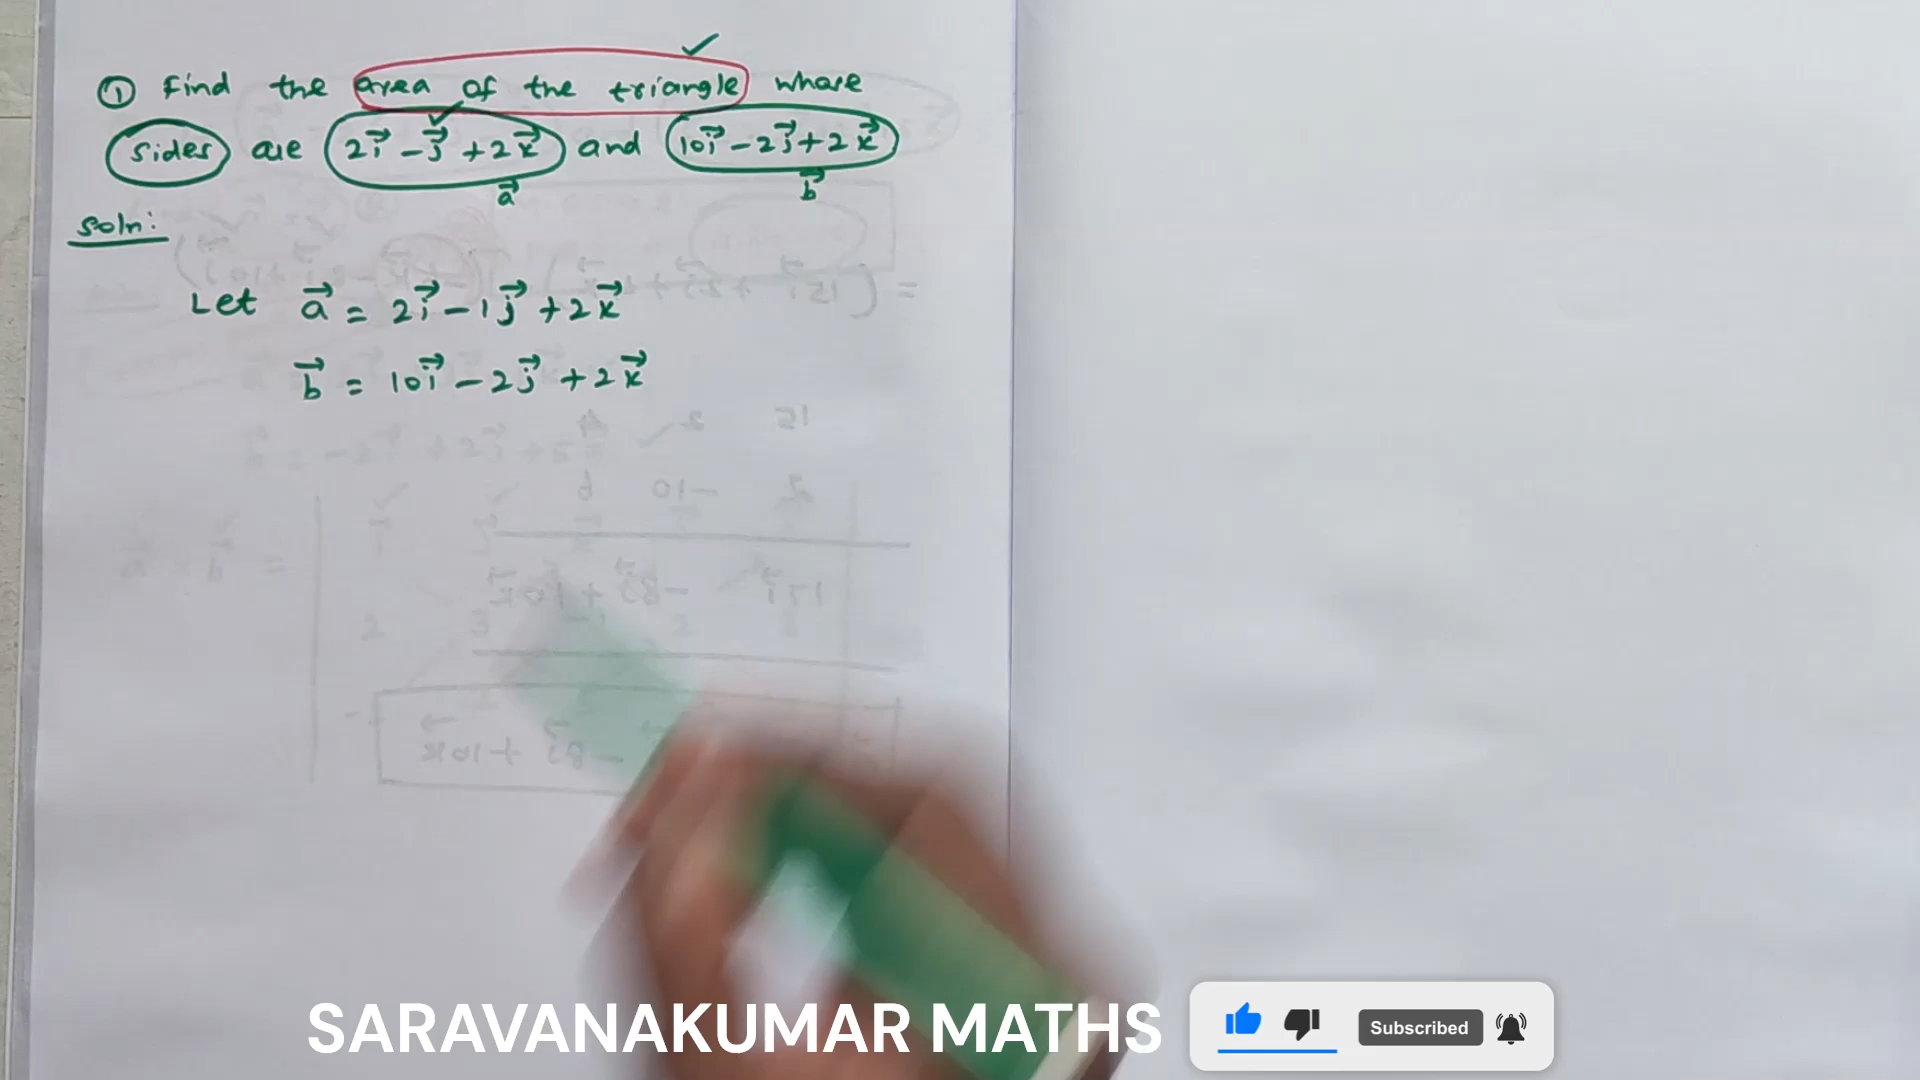 ① Find the area of the triangle whose
sides are 2i⃗ - j⃗ + 2k⃗ and 10i⃗ - 2j⃗ + 2k⃗
a⃗ b⃗
Soln:
Let a⃗ = 2i⃗ - 1j⃗ + 2k⃗
b⃗ = 10i⃗ - 2j⃗ + 2k⃗
SARAVANAKUMAR MATHS
Subscribed